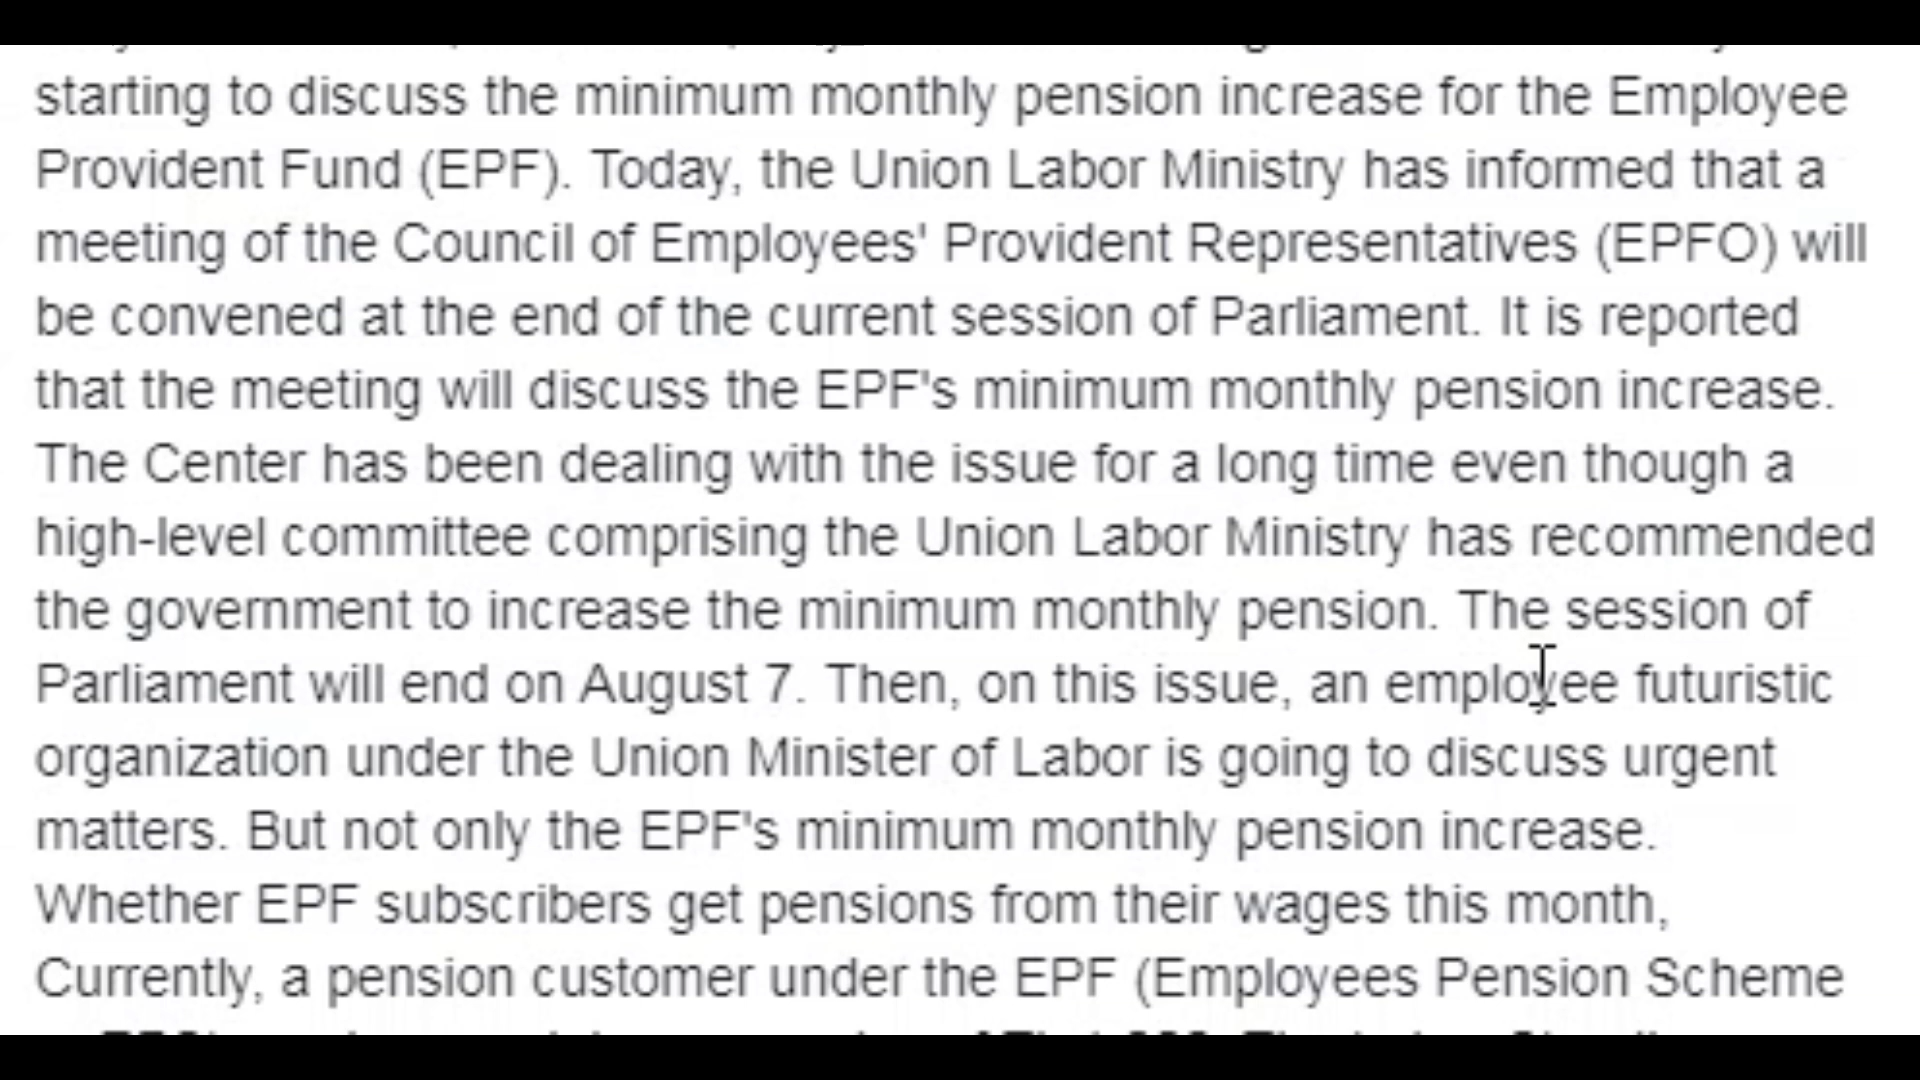 starting to discuss the minimum monthly pension increase for the Employee
Provident Fund (EPF). Today, the Union Labor Ministry has informed that a
meeting of the Council of Employees' Provident Representatives (EPFO) will
be convened at the end of the current session of Parliament. It is reported
that the meeting will discuss the EPF's minimum monthly pension increase.
The Center has been dealing with the issue for a long time even though a
high-level committee comprising the Union Labor Ministry has recommended
the government to increase the minimum monthly pension. The session of
Parliament will end on August 7. Then, on this issue, an employee futuristic
organization under the Union Minister of Labor is going to discuss urgent
matters. But not only the EPF's minimum monthly pension increase.
Whether EPF subscribers get pensions from their wages this month,
Currently, a pension customer under the EPF (Employees Pension Scheme